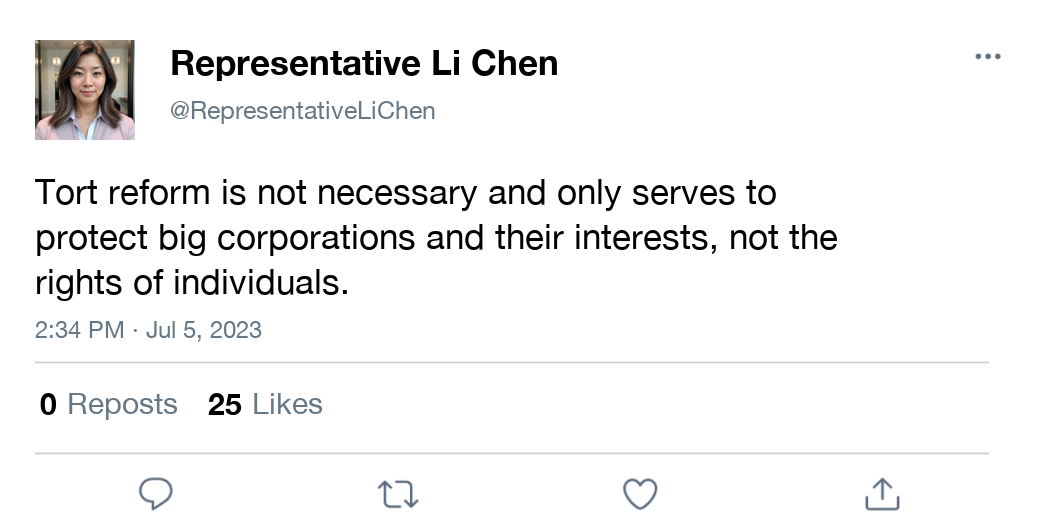 Representative Li Chen
@RepresentativeLiChen
Tort reform is not necessary and only serves to
protect big corporations and their interests, not the
rights of individuals.
2:34 PM · Jul 5, 2023
0 Reposts 25 Likes